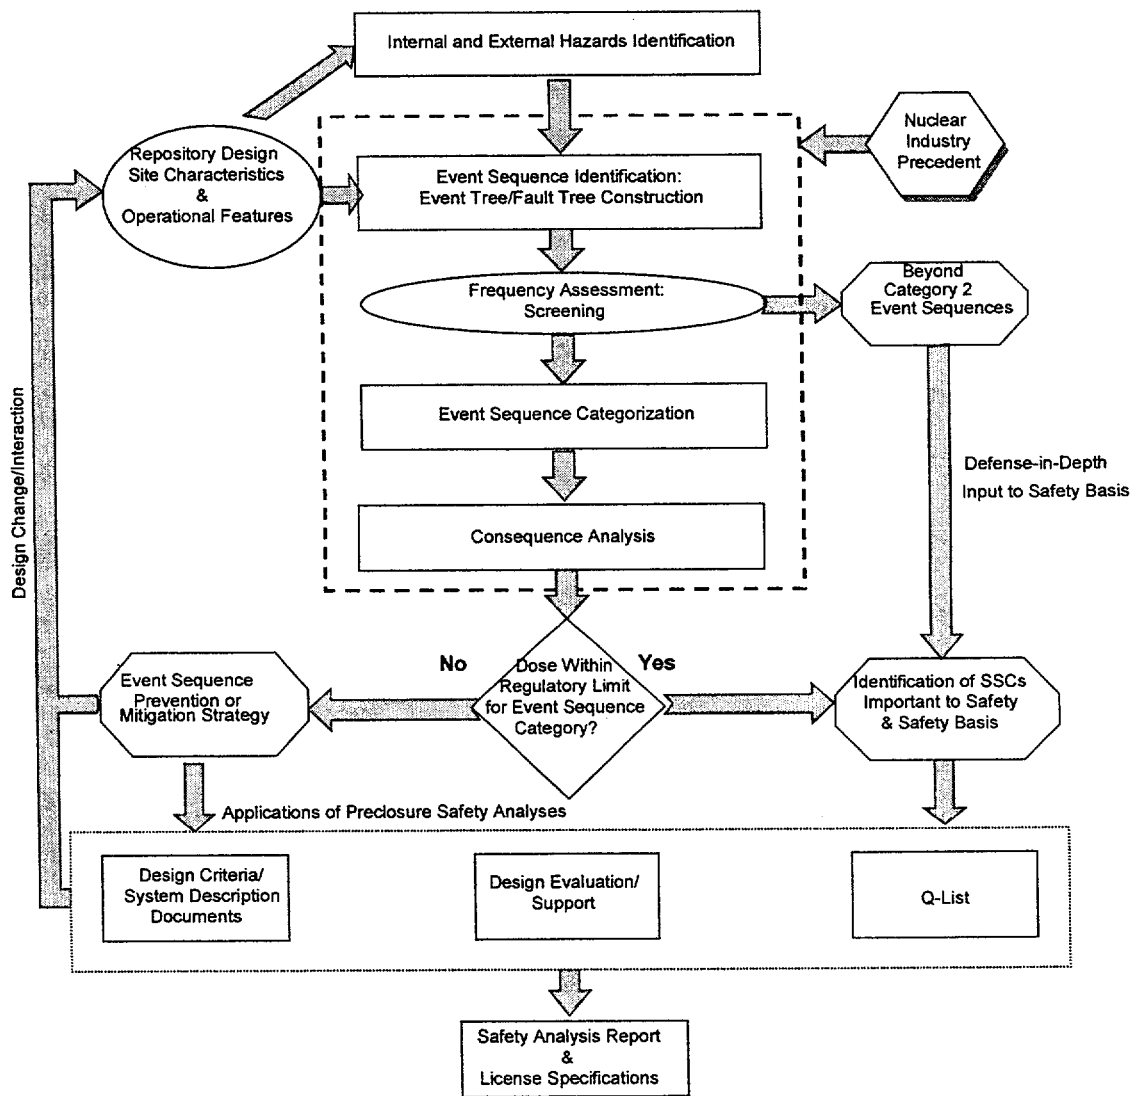 Internal and External Hazards Identification
Nuclear
Industry
Precedent
Repository Design
Site Characteristics
&
Operational Features
Event Sequence Identification:
Event Tree/Fault Tree Construction
Frequency Assessment:
Screening
Beyond
Category 2
Event Sequences
Event Sequence Categorization
Defense-in-Depth
Input to Safety Basis
Consequence Analysis
Design Change/Interaction
No
Yes
Dose Within
Regulatory Limit
for Event Sequence
Category?
Event Sequence
Prevention or
Mitigation Strategy
Identification of SSCs
Important to Safety
& Safety Basis
Applications of Preclosure Safety Analyses
Design Criteria/
System Description
Documents
Design Evaluation/
Support
Q-List
Safety Analysis Report
&
License Specifications